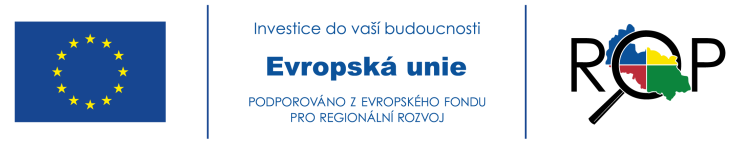 Investice do vaší budoucnosti
Evropská unie
PODPOROVÁNO Z EVROPSKÉHO FONDU
PRO REGIONÁLNÍ ROZVOJ
ROP